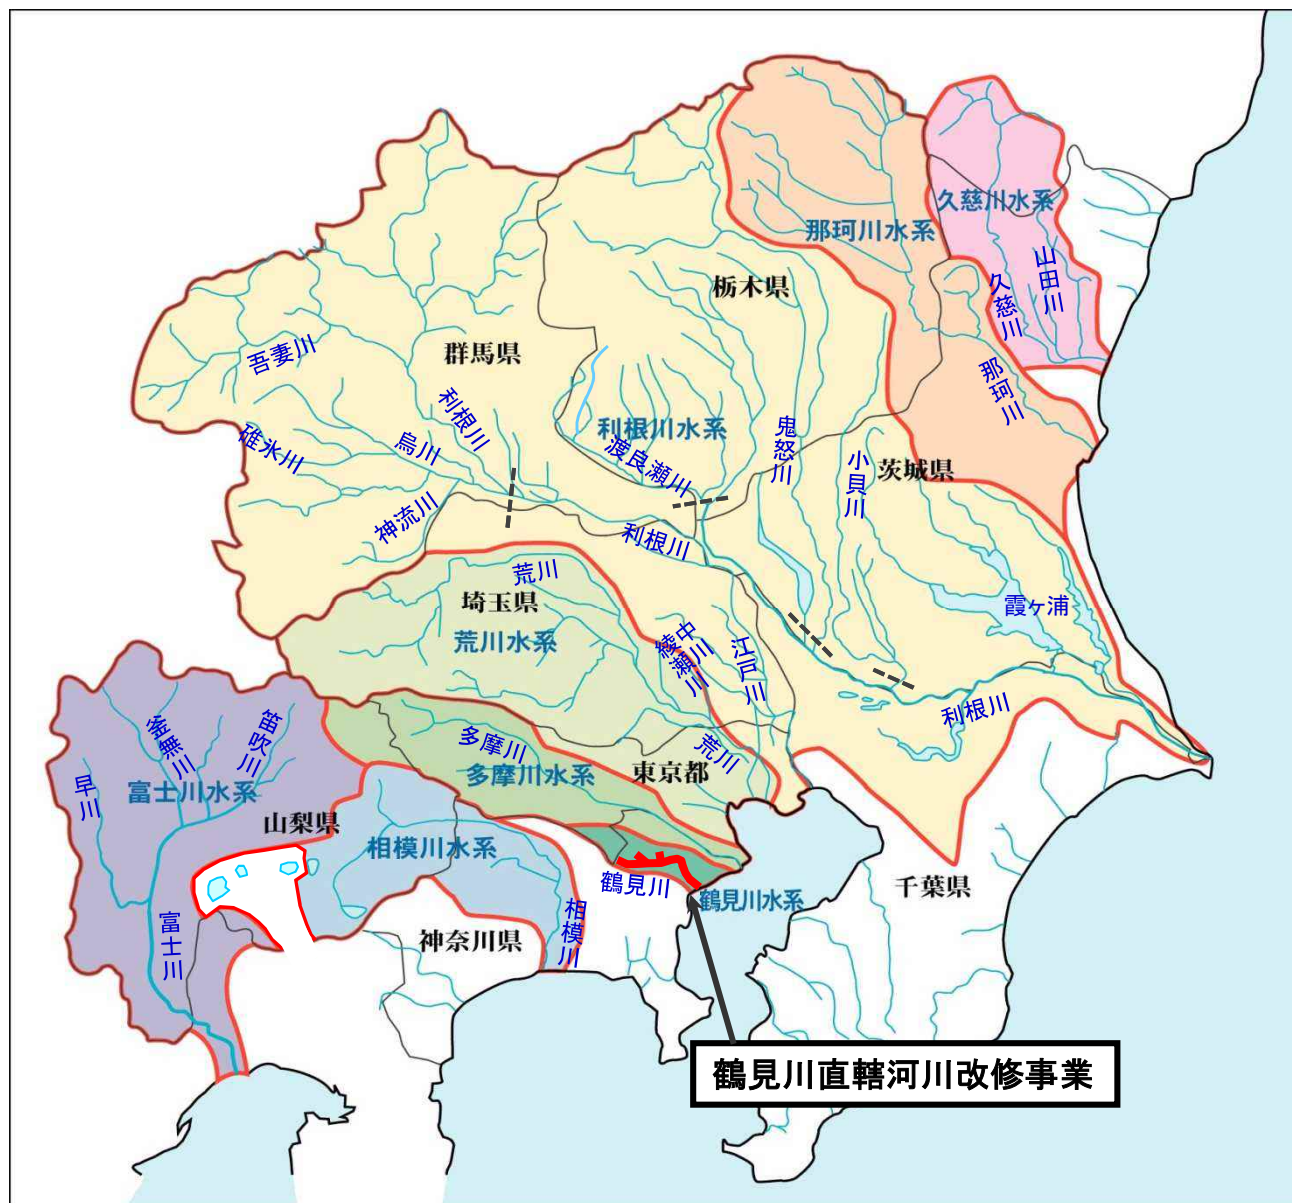 久慈川水系
那珂川水系
山田川
久慈川
栃木県
吾妻川
群馬県
那珂川
利根川
利根川水系
鬼怒川
碓氷川
烏川
渡良瀬川
小貝川
茨城県
神流川
利根川
荒川
埼玉県
荒川水系
霞ヶ浦
中川
綾瀬川
江戸川
利根川
釜無川
笛吹川
多摩川
荒川
早川
富士川水系
多摩川水系
東京都
山梨県
相模川水系
鶴見川
千葉県
鶴見川水系
富士川
神奈川県
相模川
鶴見川直轄河川改修事業